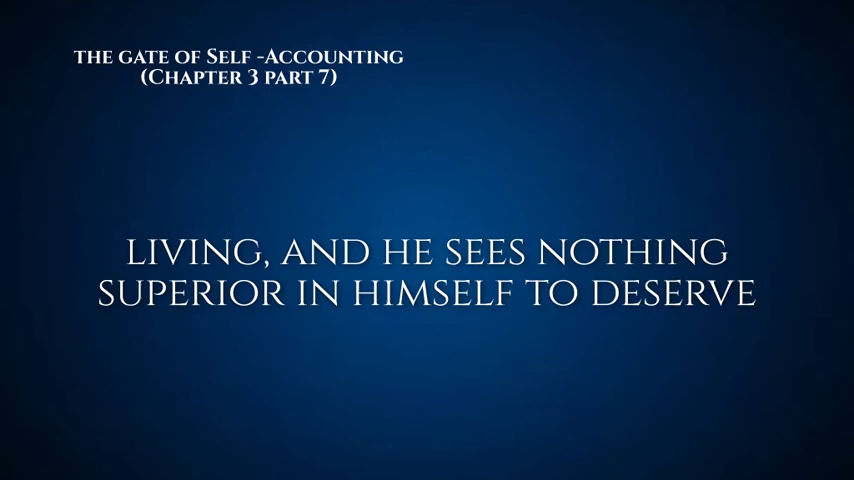 THE GATE OF SELF -ACCOUNTING
(CHAPTER 3 PART 7)
LIVING, AND HE SEES NOTHING
SUPERIOR IN HIMSELF TO DESERVE